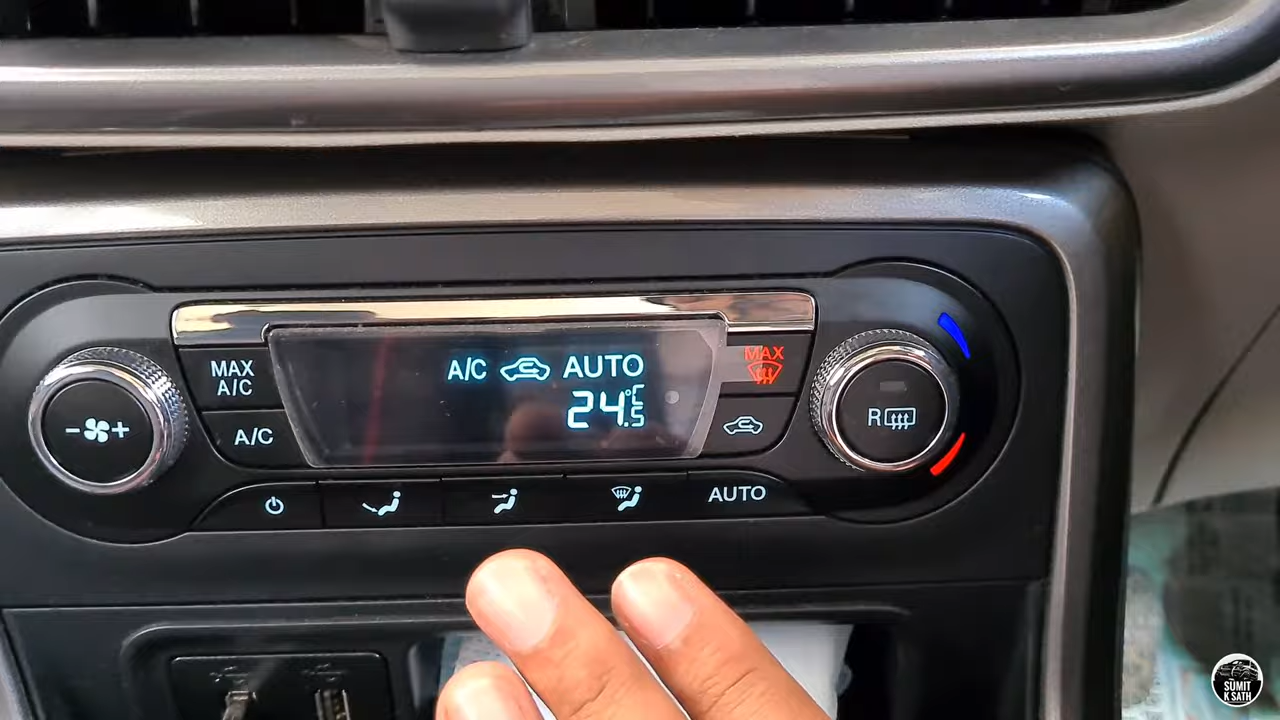 MAX
A/C
A/C
A/C AUTO
24.5°C
MAX
R
- +
AUTO
SUMIT
K SATH